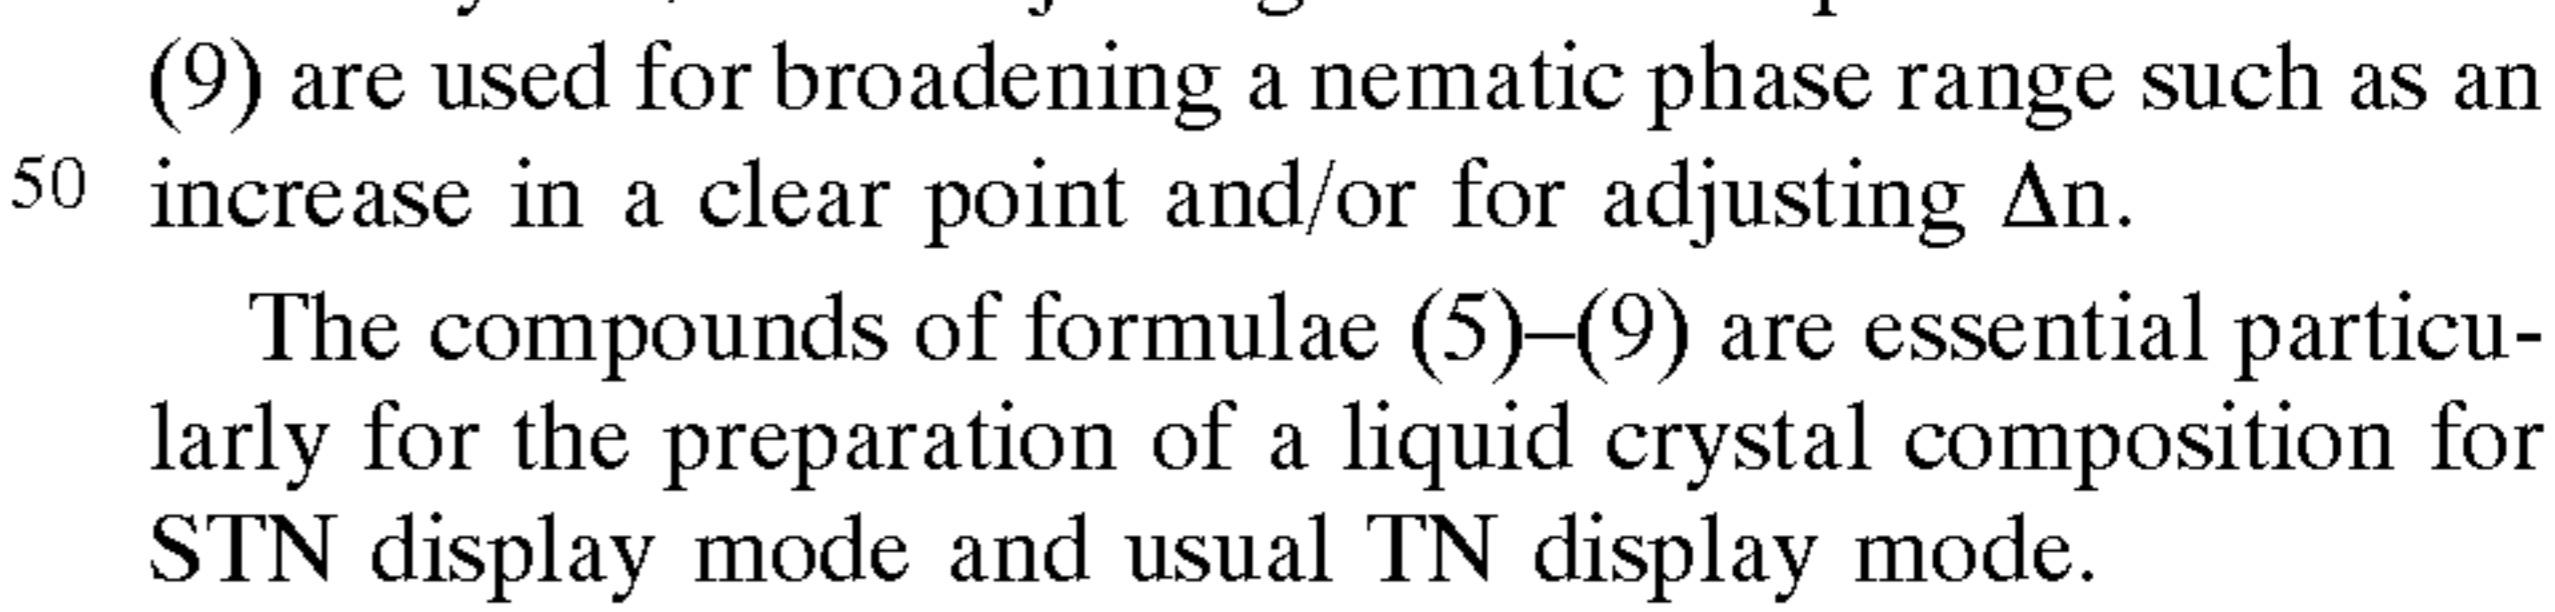 (9) are used for broadening a nematic phase range such as an
50 increase in a clear point and/or for adjusting Δn.
The compounds of formulae (5)–(9) are essential particu-
larly for the preparation of a liquid crystal composition for
STN display mode and usual TN display mode.